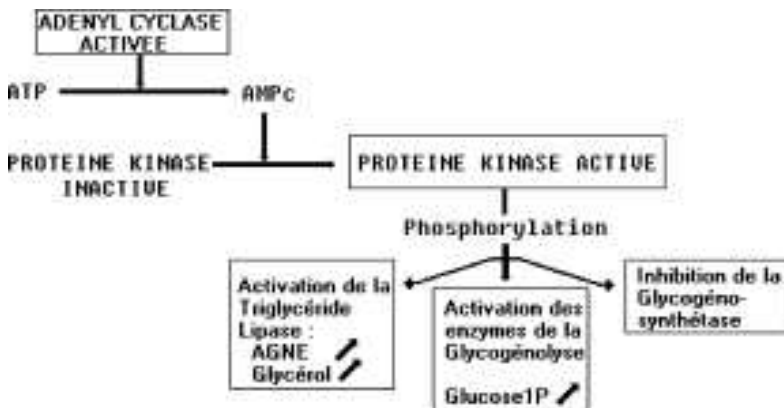 ADENYL CYCLASE
ACTIVEE
ATP
AMPc
PROTEINE KINASE
INACTIVE
PROTEINE KINASE ACTIVE
Phosphorylation
Activation de la
Triglycéride
Lipase :
AGNE
Glycérol
Activation des
enzymes de la
Glycogénolyse
Glucose1P
Inhibition de la
Glycogéno-
synthétase